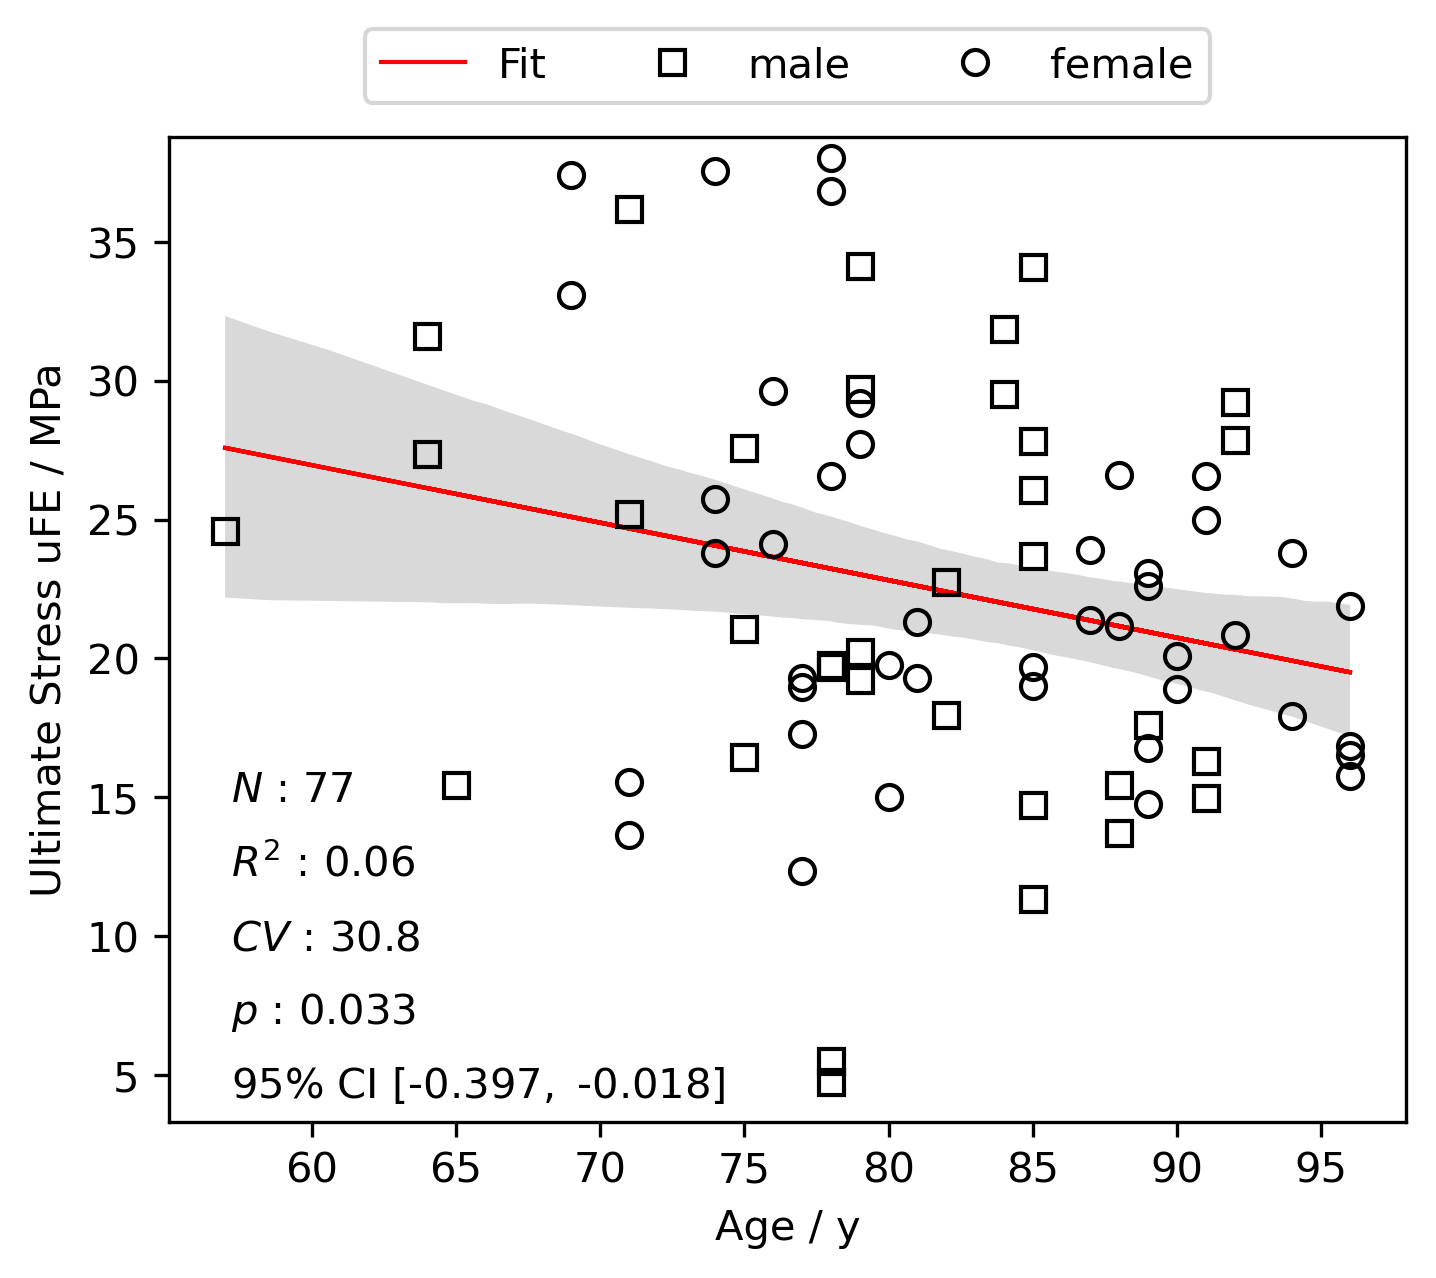 Fit male female
Ultimate Stress uFE / MPa
35
30
25
20
15
10
5
N : 77
R² : 0.06
CV : 30.8
p : 0.033
95% CI [-0.397, -0.018]
60 65 70 75 80 85 90 95
Age / y